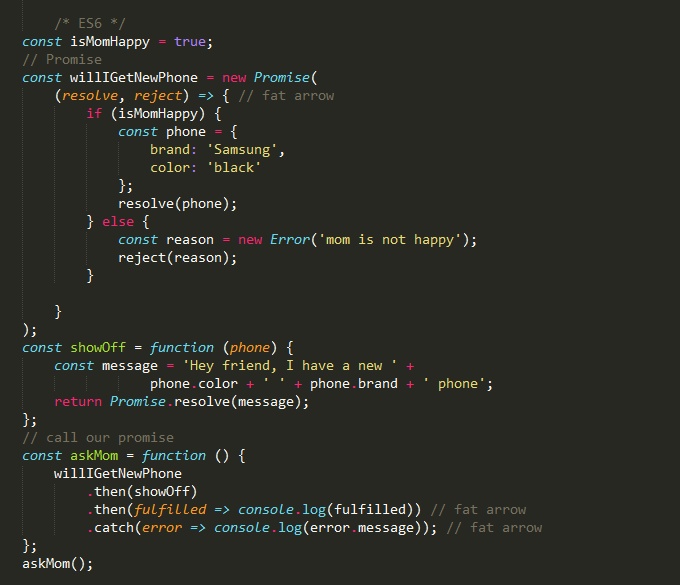 /* ES6 */
const isMomHappy = true;
// Promise
const willIGetNewPhone = new Promise(
    (resolve, reject) => { // fat arrow
        if (isMomHappy) {
            const phone = {
                brand: 'Samsung',
                color: 'black'
            };
            resolve(phone);
        } else {
            const reason = new Error('mom is not happy');
            reject(reason);
        }
    }
);
const showOff = function (phone) {
    const message = 'Hey friend, I have a new ' +
                phone.color + ' ' + phone.brand + ' phone';
    return Promise.resolve(message);
};
// call our promise
const askMom = function () {
    willIGetNewPhone
        .then(showOff)
        .then(fulfilled => console.log(fulfilled)) // fat arrow
        .catch(error => console.log(error.message)); // fat arrow
};
askMom();